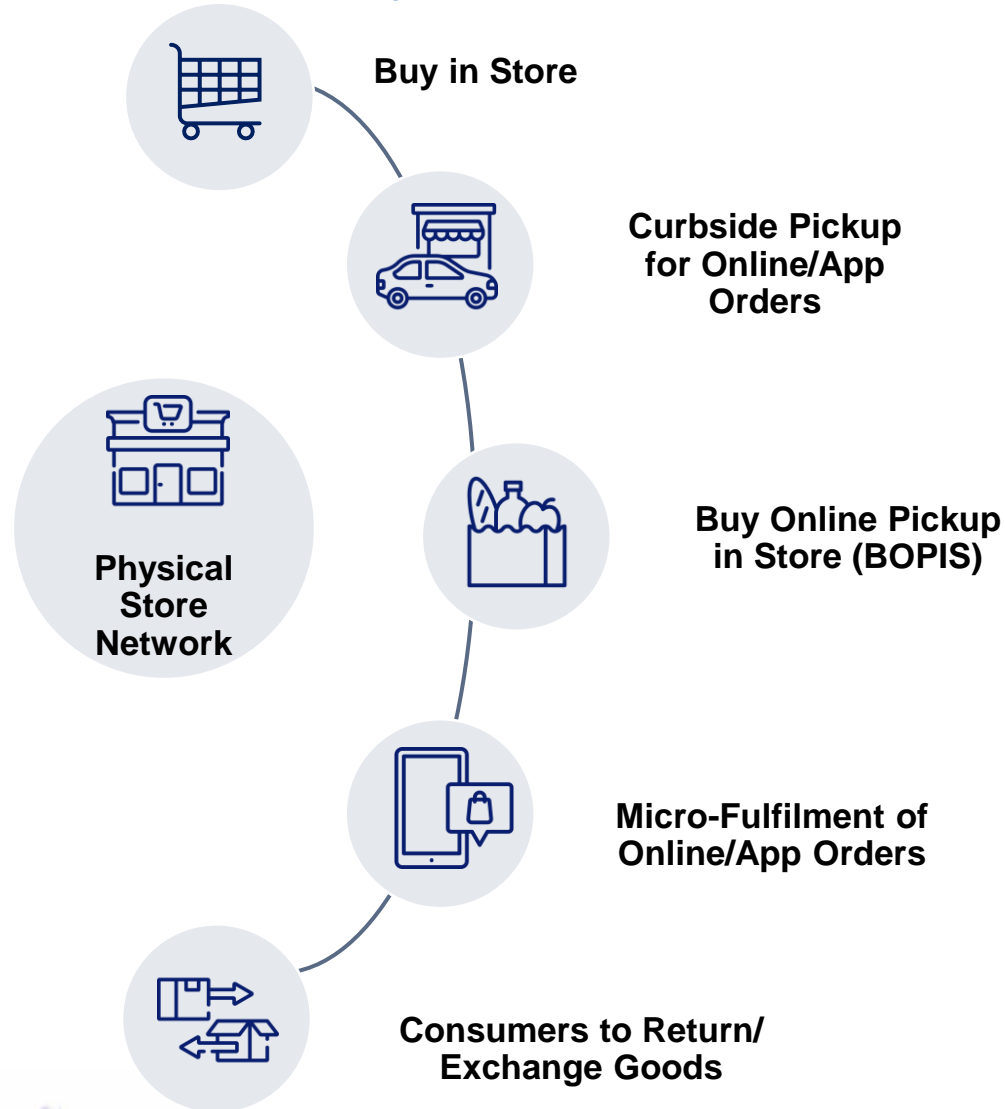 Buy in Store
Curbside Pickup
for Online/App
Orders
Physical
Store
Network
Buy Online Pickup
in Store (BOPIS)
Micro-Fulfilment of
Online/App Orders
Consumers to Return/
Exchange Goods